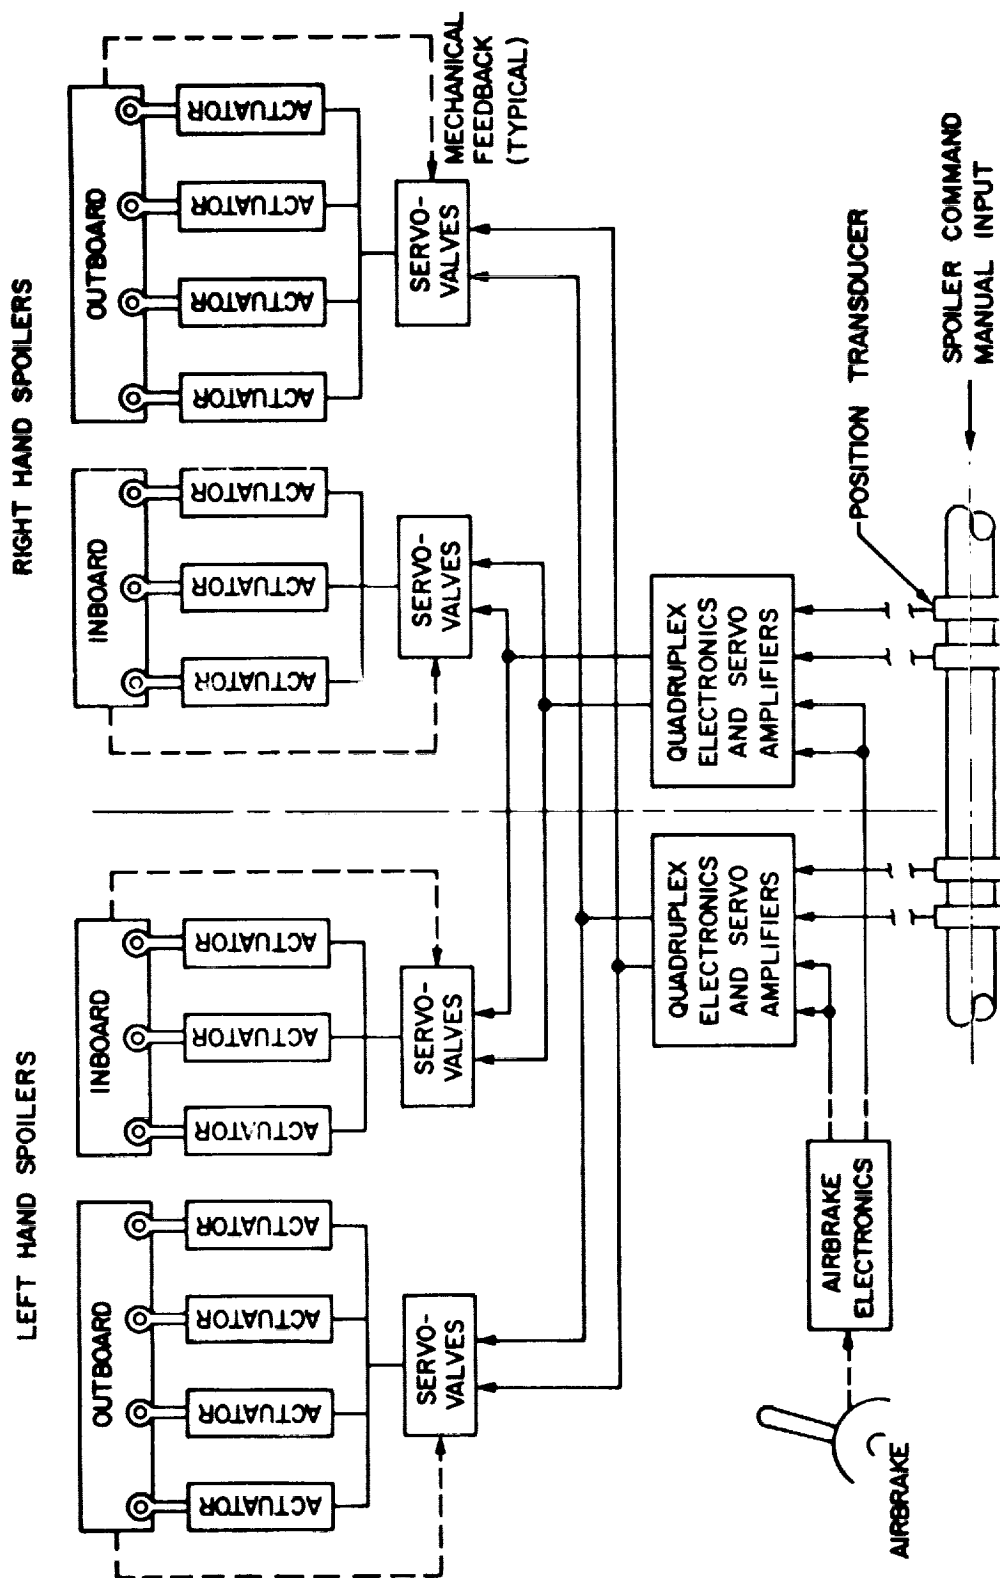 LEFT HAND SPOILERS
RIGHT HAND SPOILERS
OUTBOARD
INBOARD
INBOARD
OUTBOARD
ACTUATOR
ACTUATOR
ACTUATOR
ACTUATOR
ACTUATOR
ACTUATOR
ACTUATOR
ACTUATOR
ACTUATOR
ACTUATOR
ACTUATOR
ACTUATOR
ACTUATOR
ACTUATOR
SERVO-
VALVES
SERVO-
VALVES
SERVO-
VALVES
SERVO-
VALVES
MECHANICAL
FEEDBACK
(TYPICAL)
QUADRUPLEX
ELECTRONICS
AND SERVO
AMPLIFIERS
QUADRUPLEX
ELECTRONICS
AND SERVO
AMPLIFIERS
AIRBRAKE
ELECTRONICS
AIRBRAKE
POSITION TRANSDUCER
SPOILER COMMAND
MANUAL INPUT